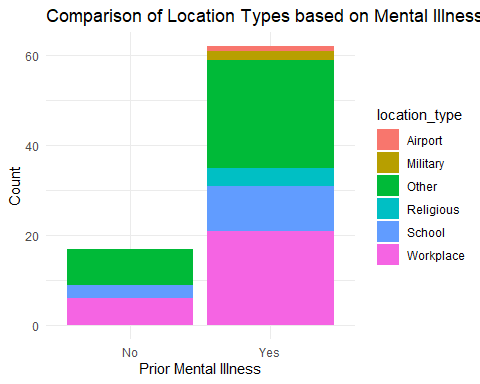 Comparison of Location Types based on Mental Illness
Count
60
40
20
0
No
Yes
Prior Mental Illness
location_type
Airport
Military
Other
Religious
School
Workplace